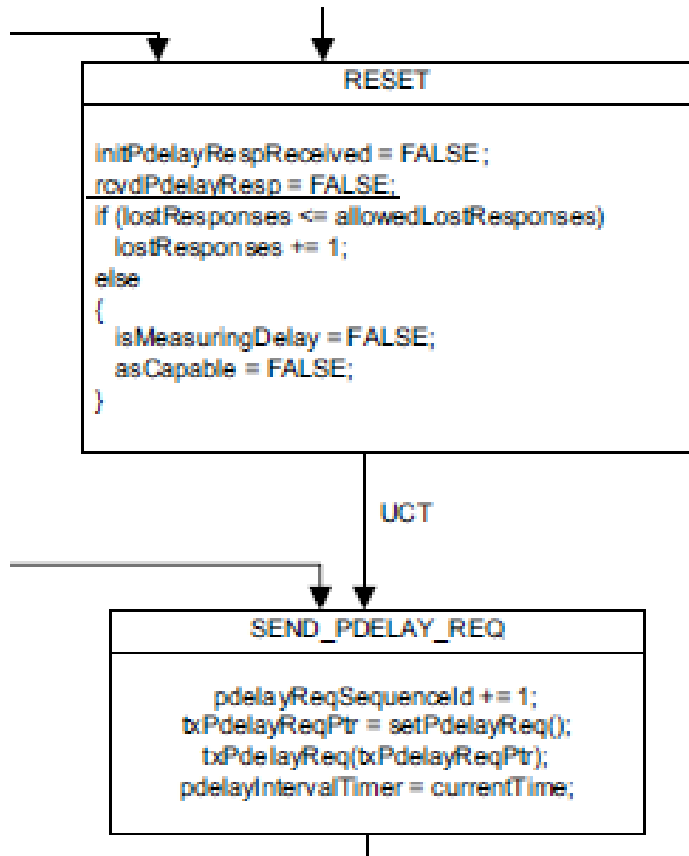 RESET
initPdelayRespReceived = FALSE;
rcvdPdelayResp = FALSE;
if (lostResponses <= allowedLostResponses)
lostResponses += 1;
else
{
isMeasuringDelay = FALSE;
asCapable = FALSE;
}
UCT
SEND_PDELAY_REQ
pdelayReqSequenceId += 1;
txPdelayReqPtr = setPdelayReq();
txPdelayReq(txPdelayReqPtr);
pdelayIntervalTimer = currentTime;